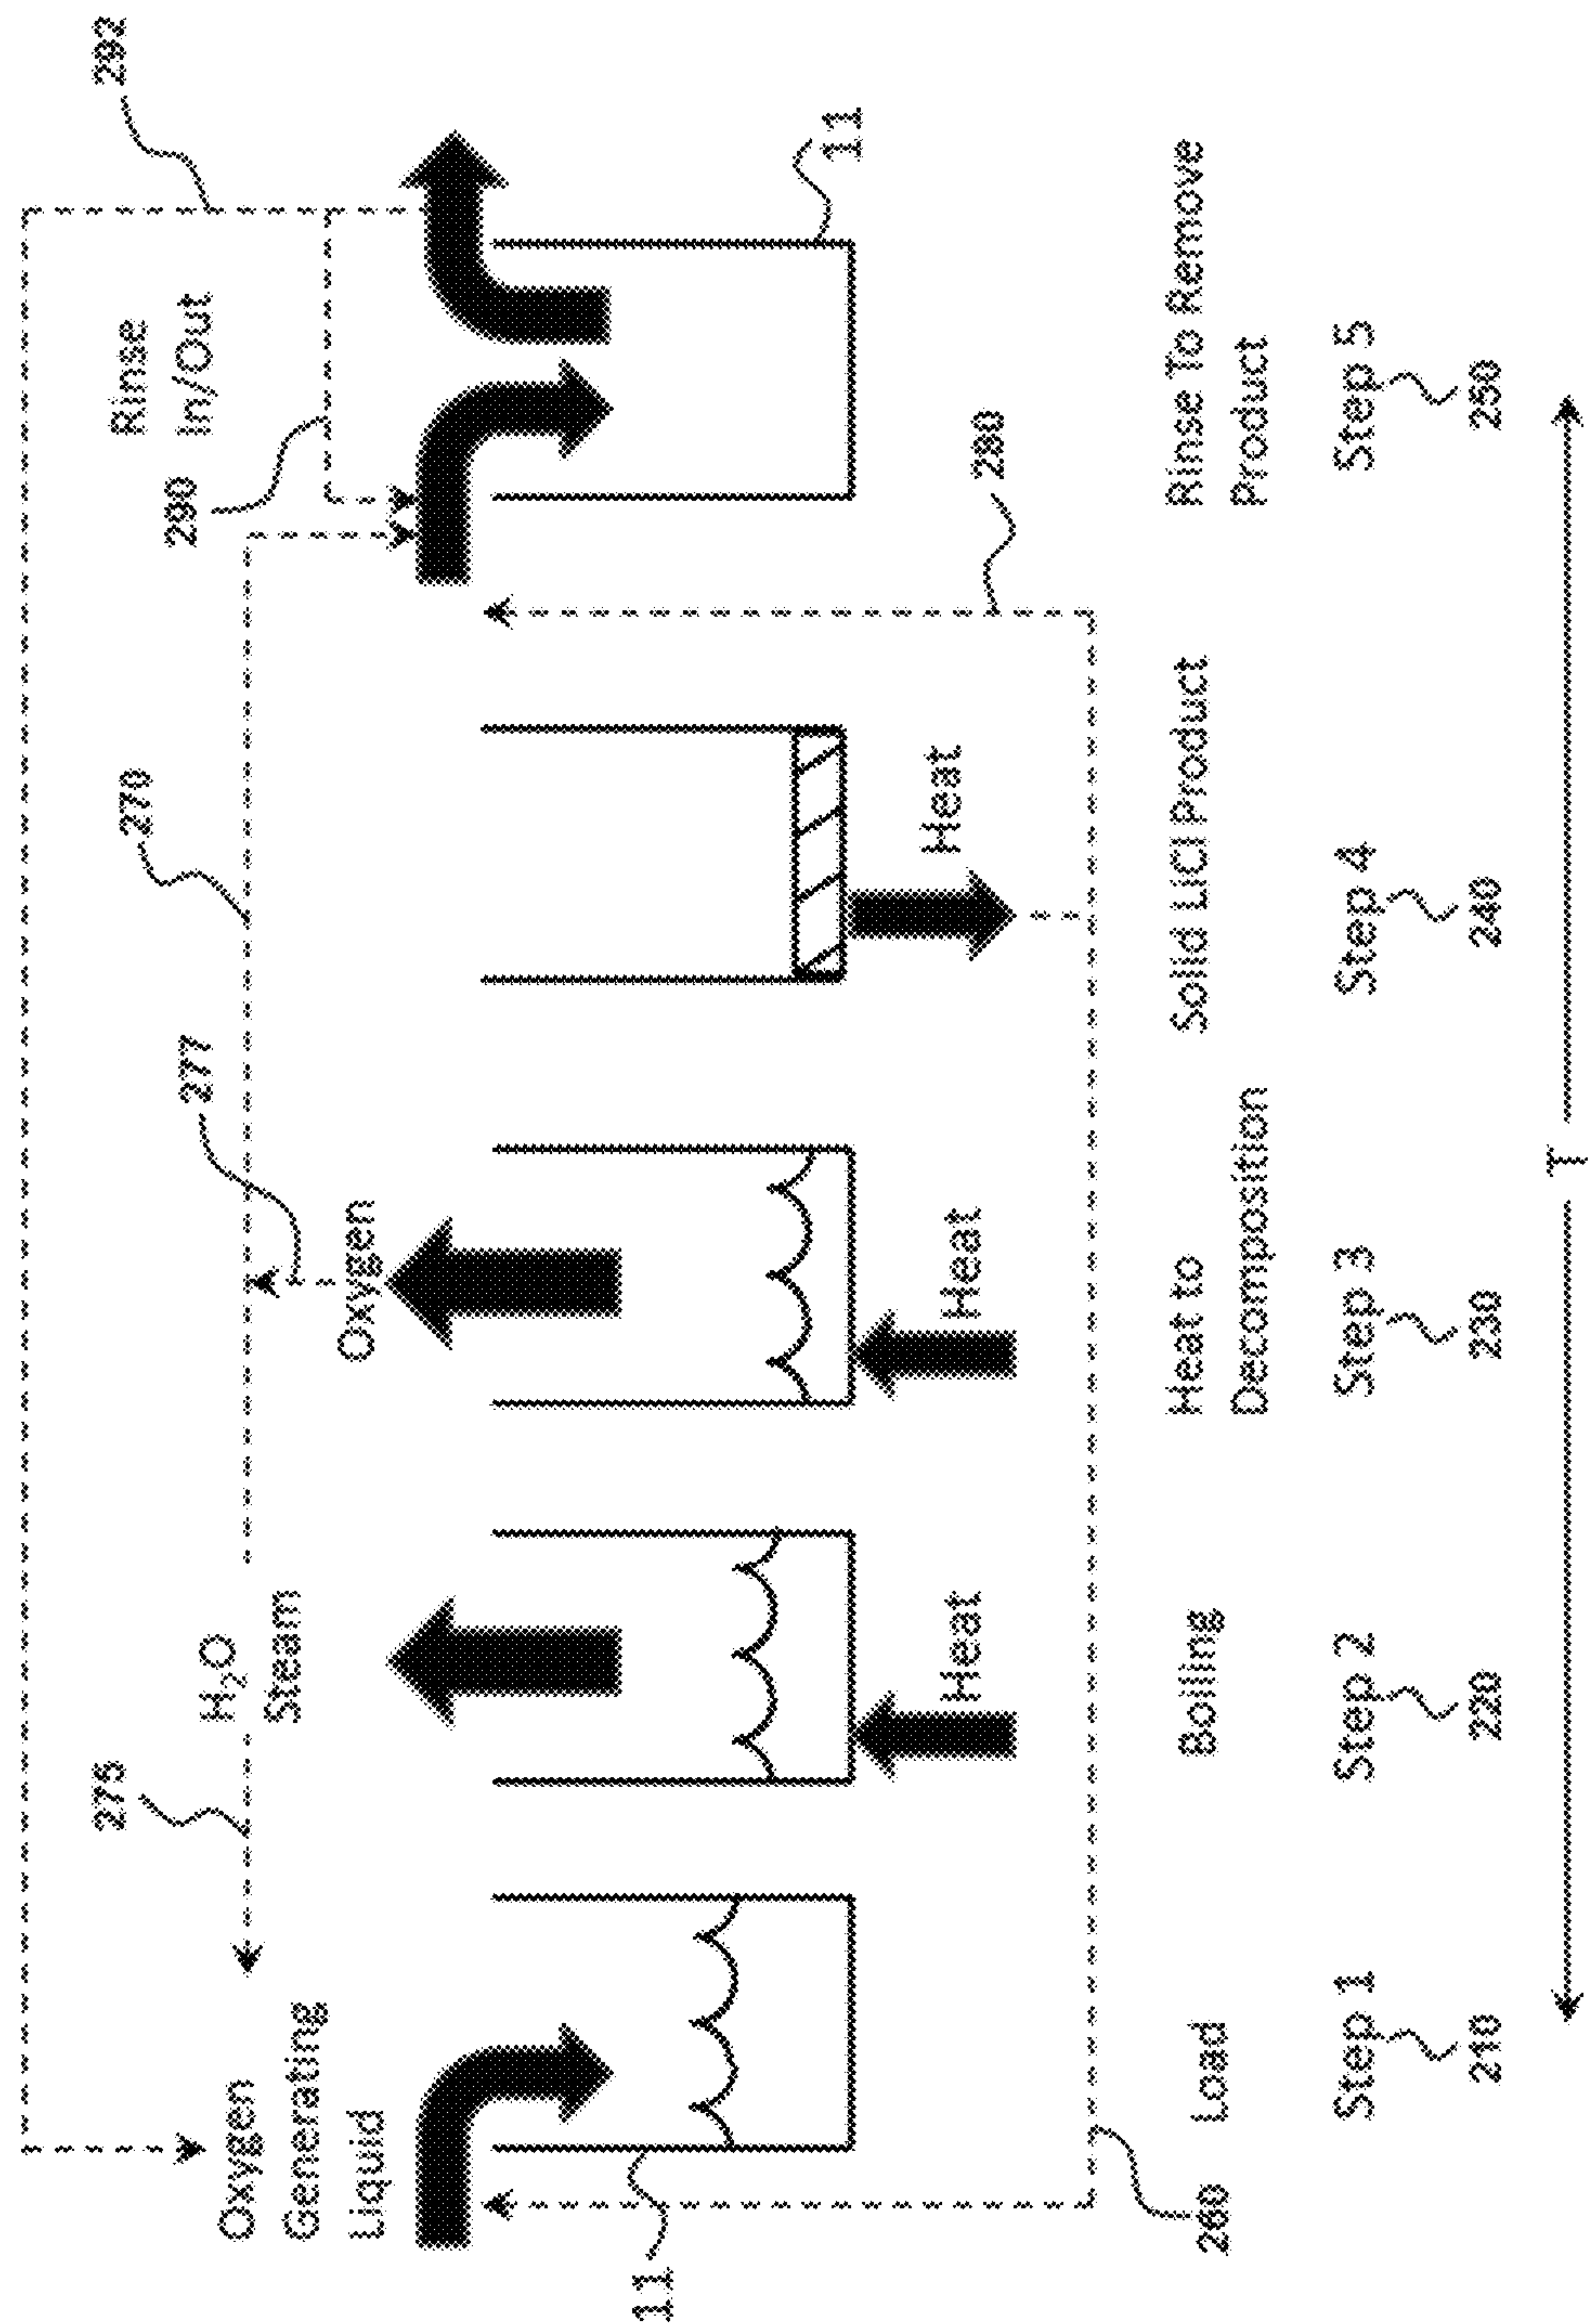 292
Rinse
In/Out
290
270
277
275
H₂O
Steam
Oxygen
Generating
Liquid
Oxygen
11
11
Heat
Heat
Heat
280
260
Load
Boiling
Heat to
Decomposition
Solid LiCl Product
Rinse To Remove
Product
Step 1
Step 2
Step 3
Step 4
Step 5
210
220
230
240
250
T